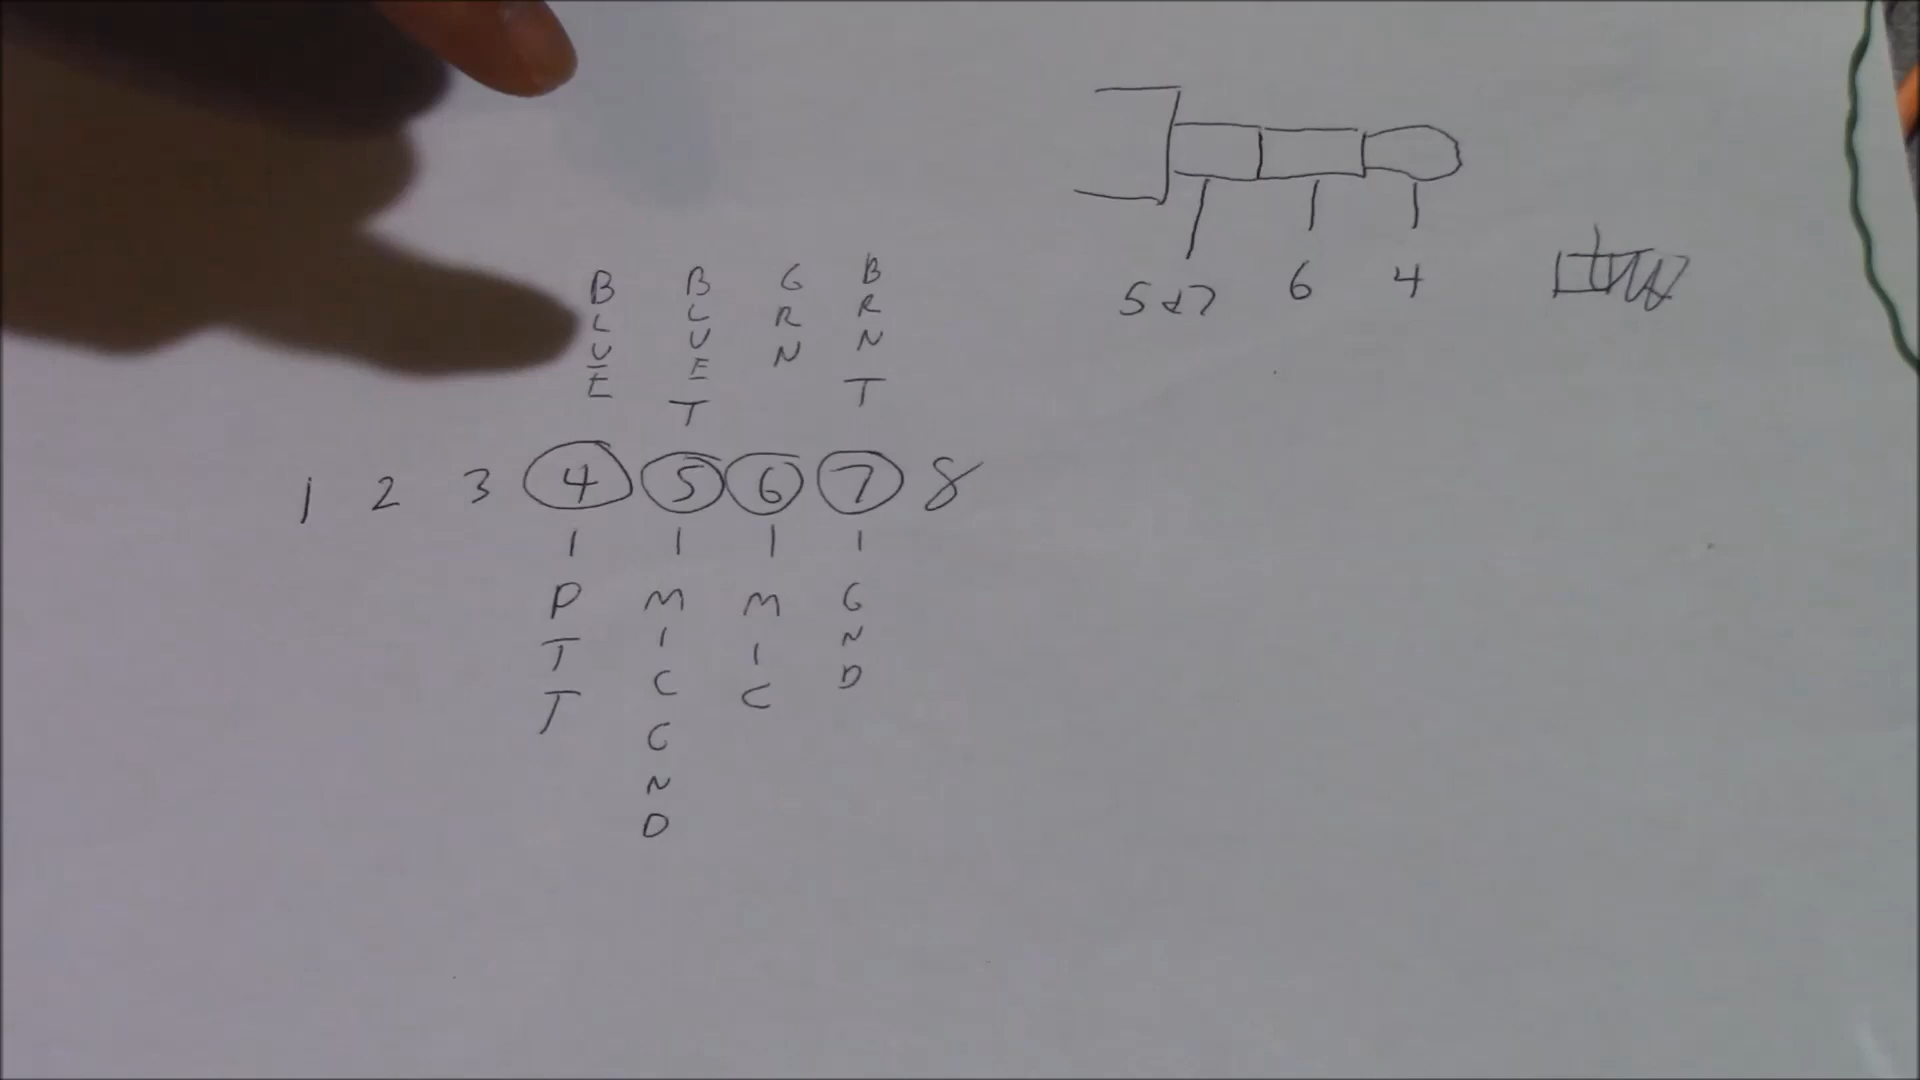 BLUE BLUE T GRN BRN T
1 2 3 4 5 6 7 8
PTT MIC GND MIC GND
5&7 6 4